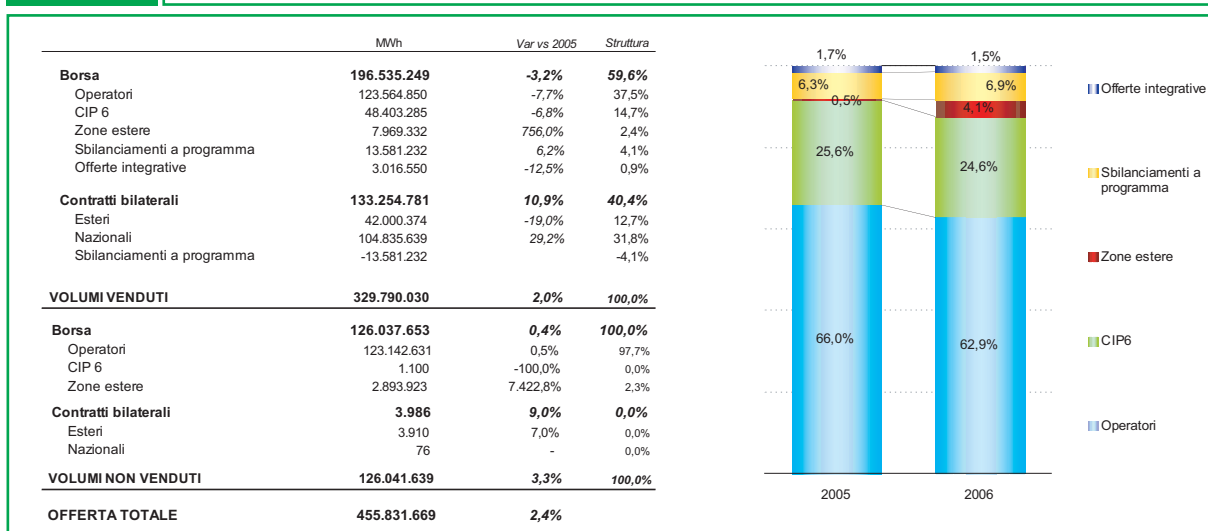 MWh Var vs 2005 Struttura
Borsa 196.535.249 -3,2% 59,6%
Operatori 123.564.850 -7,7% 37,5%
CIP 6 48.403.285 -6,8% 14,7%
Zone estere 7.969.332 756,0% 2,4%
Sbilanciamenti a programma 13.581.232 6,2% 4,1%
Offerte integrative 3.016.550 -12,5% 0,9%
Contratti bilaterali 133.254.781 10,9% 40,4%
Esteri 42.000.374 -19,0% 12,7%
Nazionali 104.835.639 29,2% 31,8%
Sbilanciamenti a programma -13.581.232 -4,1%
VOLUMI VENDUTI 329.790.030 2,0% 100,0%
Borsa 126.037.653 0,4% 100,0%
Operatori 123.142.631 0,5% 97,7%
CIP 6 1.100 -100,0% 0,0%
Zone estere 2.893.923 7.422,8% 2,3%
Contratti bilaterali 3.986 9,0% 0,0%
Esteri 3.910 7,0% 0,0%
Nazionali 76 - 0,0%
VOLUMI NON VENDUTI 126.041.639 3,3% 100,0%
OFFERTA TOTALE 455.831.669 2,4%
1,7% 1,5%
6,3% 6,9%
0,5% 4,1%
25,6% 24,6%
66,0% 62,9%
2005 2006
Offerte integrative
Sbilanciamenti a
programma
Zone estere
CIP6
Operatori